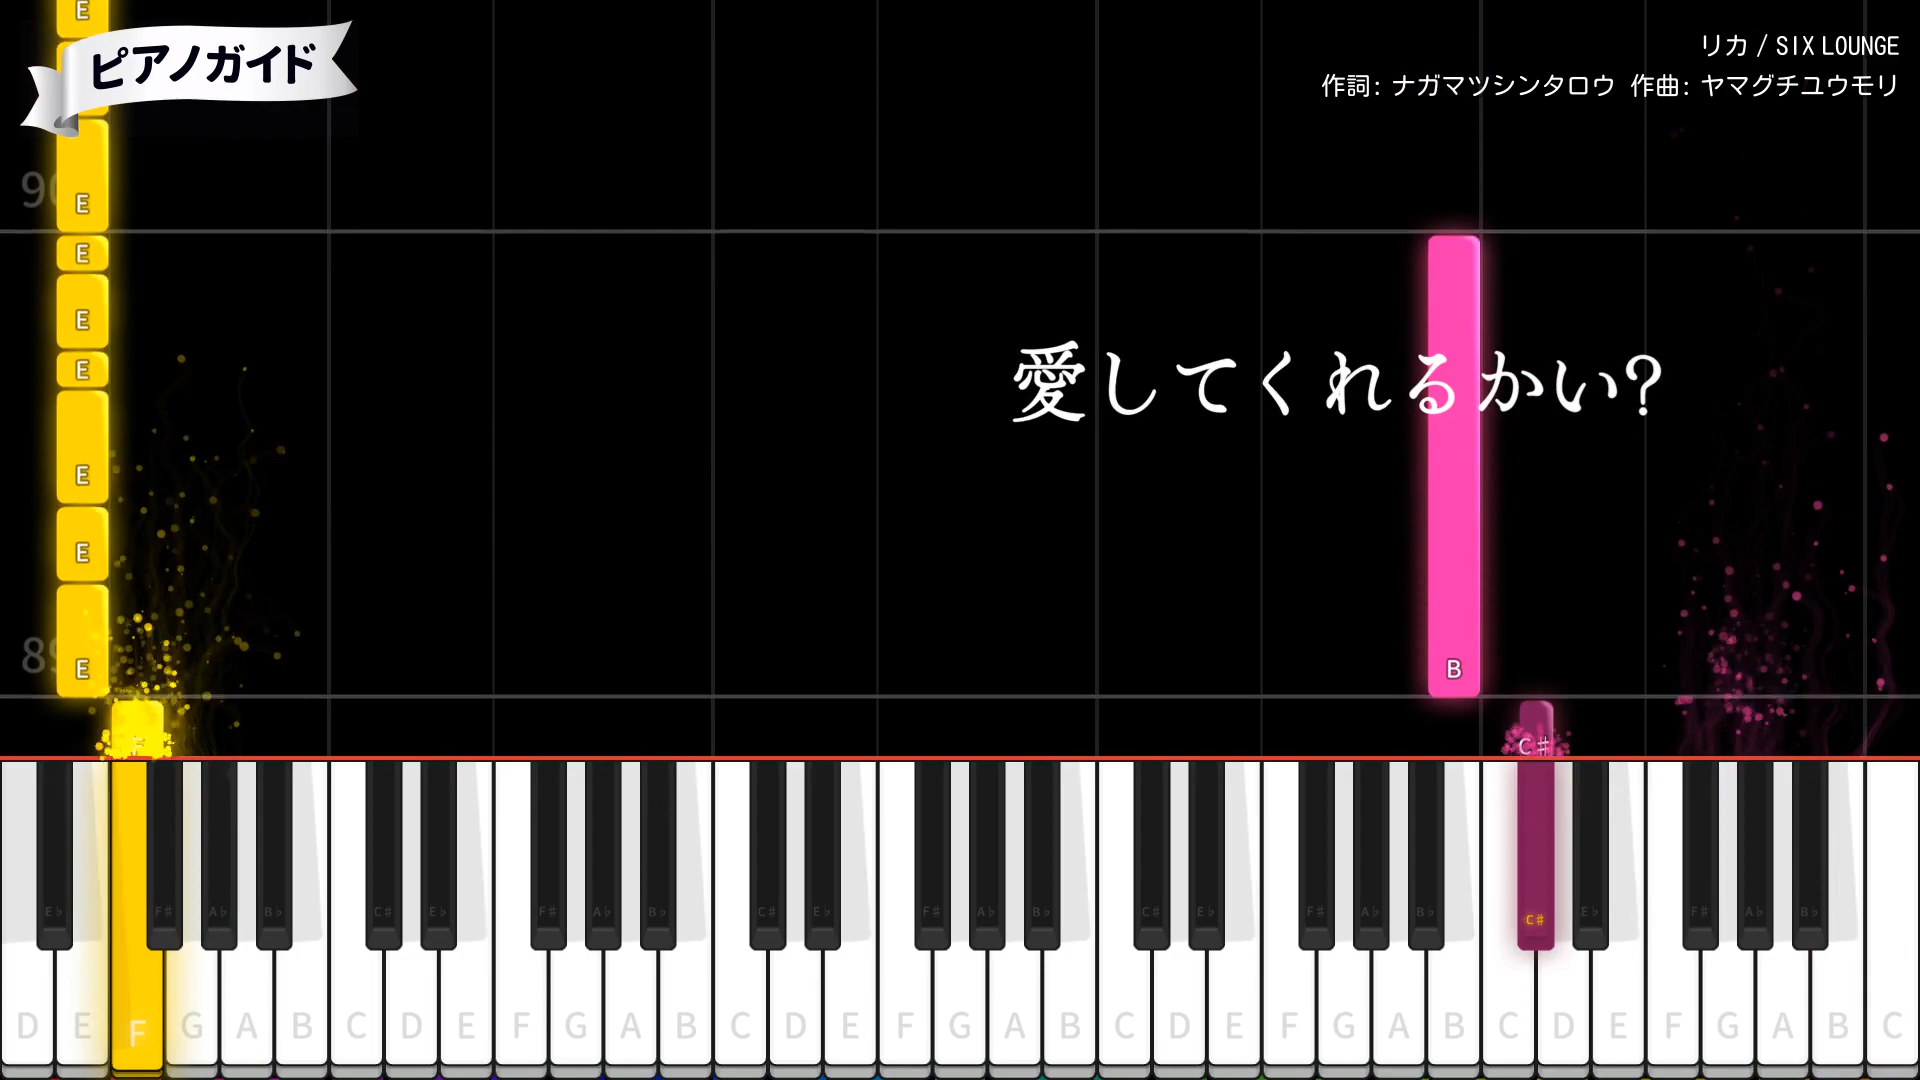 ピアノガイド
リカ / SIX LOUNGE
作詞: ナガマツシンタロウ 作曲: ヤマグチユウモリ
E
90
E
E
E
E
愛してくれるかい?
E
E
E
B
F
C#
E♭ F# A♭ B♭ C# E♭ F# A♭ B♭ C# E♭ F# A♭ B♭ C# E♭ F# A♭ B♭ C# E♭ F# A♭ B♭
D E F G A B C D E F G A B C D E F G A B C D E F G A B C D E F G A B C